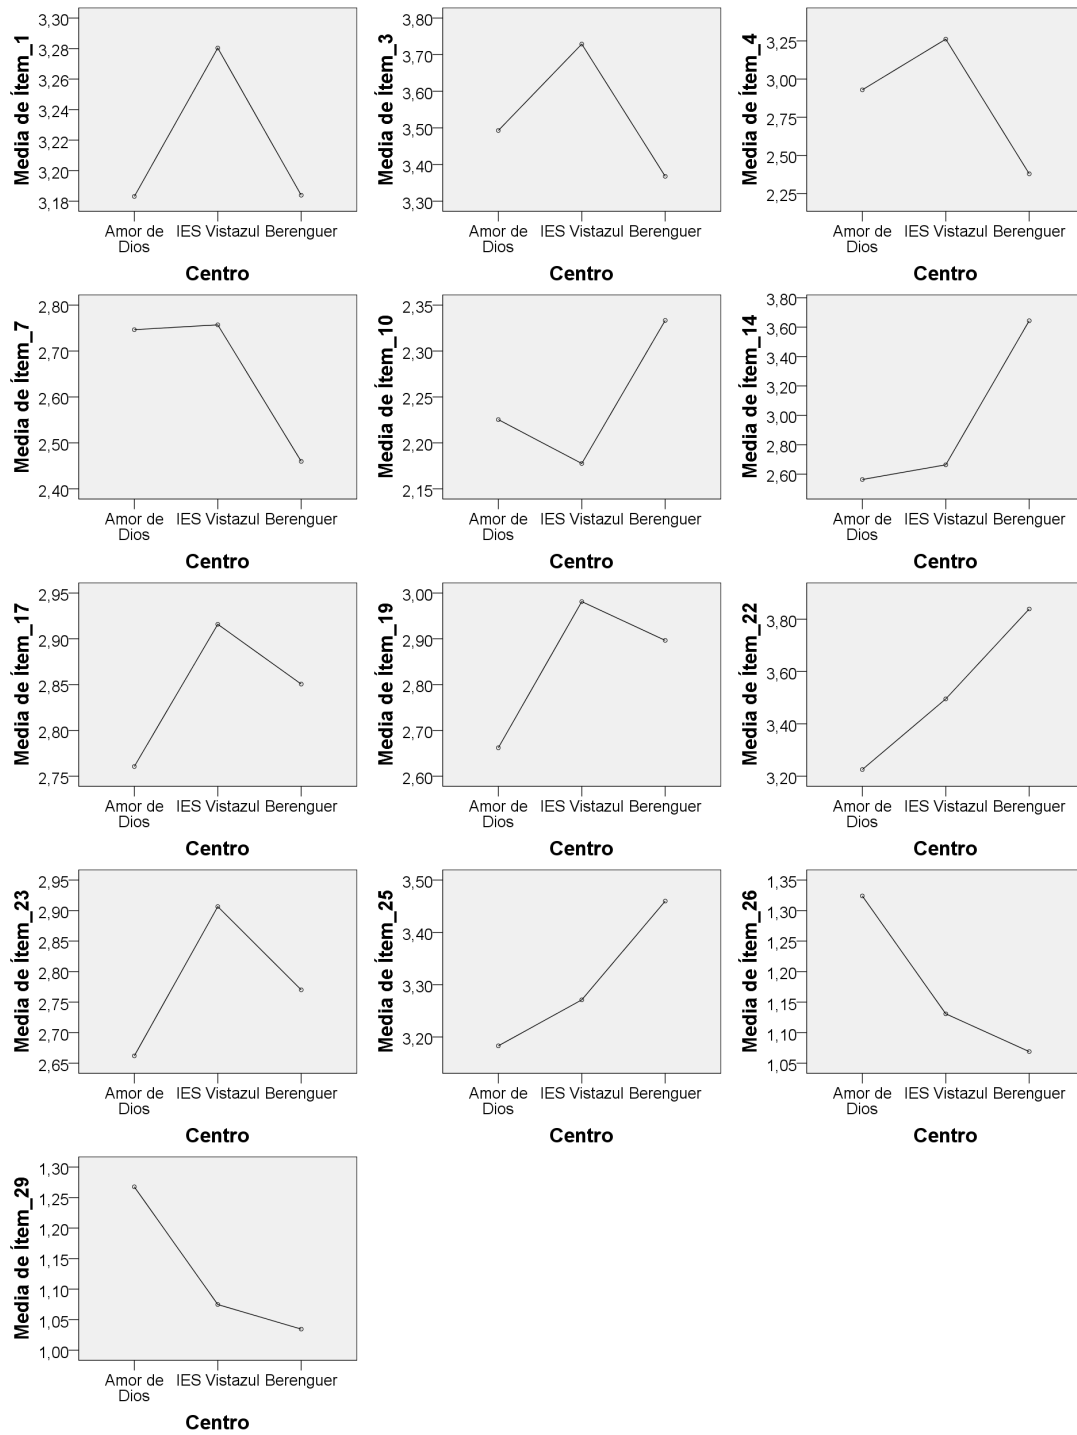 Media de Ítem_1
3,30
3,28
3,26
3,24
3,22
3,20
3,18
Amor de Dios
IES Vistazul
Berenguer
Centro
Media de Ítem_3
3,80
3,70
3,60
3,50
3,40
3,30
Amor de Dios
IES Vistazul
Berenguer
Centro
Media de Ítem_4
3,25
3,00
2,75
2,50
2,25
Amor de Dios
IES Vistazul
Berenguer
Centro
Media de Ítem_7
2,80
2,70
2,60
2,50
2,40
Amor de Dios
IES Vistazul
Berenguer
Centro
Media de Ítem_10
2,35
2,30
2,25
2,20
2,15
Amor de Dios
IES Vistazul
Berenguer
Centro
Media de Ítem_14
3,80
3,60
3,40
3,20
3,00
2,80
2,60
Amor de Dios
IES Vistazul
Berenguer
Centro
Media de Ítem_17
2,95
2,90
2,85
2,80
2,75
Amor de Dios
IES Vistazul
Berenguer
Centro
Media de Ítem_19
3,00
2,90
2,80
2,70
2,60
Amor de Dios
IES Vistazul
Berenguer
Centro
Media de Ítem_22
3,80
3,60
3,40
3,20
Amor de Dios
IES Vistazul
Berenguer
Centro
Media de Ítem_23
2,95
2,90
2,85
2,80
2,75
2,70
2,65
Amor de Dios
IES Vistazul
Berenguer
Centro
Media de Ítem_25
3,50
3,40
3,30
3,20
Amor de Dios
IES Vistazul
Berenguer
Centro
Media de Ítem_26
1,35
1,30
1,25
1,20
1,15
1,10
1,05
Amor de Dios
IES Vistazul
Berenguer
Centro
Media de Ítem_29
1,30
1,25
1,20
1,15
1,10
1,05
1,00
Amor de Dios
IES Vistazul
Berenguer
Centro